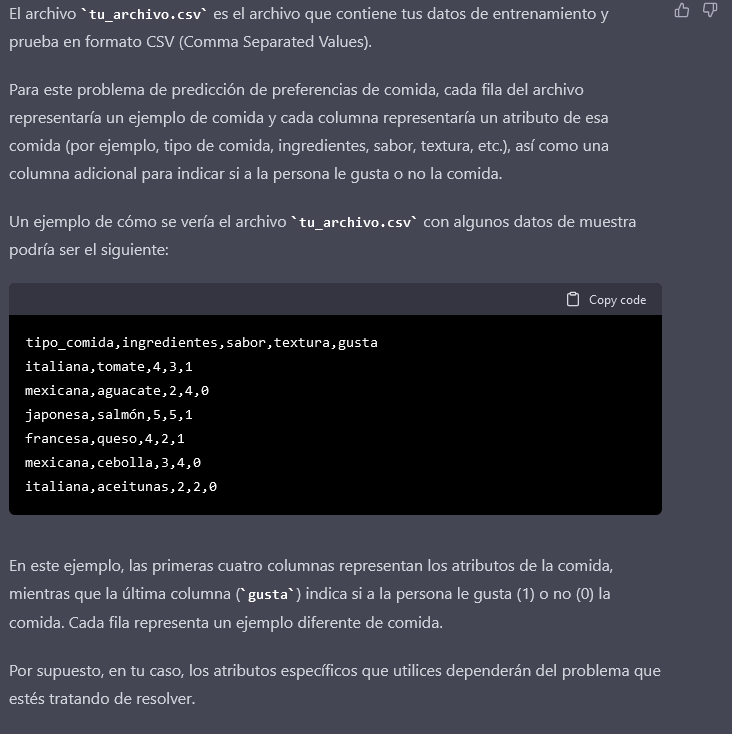 El archivo `tu_archivo.csv` es el archivo que contiene tus datos de entrenamiento y
prueba en formato CSV (Comma Separated Values).
Para este problema de predicción de preferencias de comida, cada fila del archivo
representaría un ejemplo de comida y cada columna representaría un atributo de esa
comida (por ejemplo, tipo de comida, ingredientes, sabor, textura, etc.), así como una
columna adicional para indicar si a la persona le gusta o no la comida.
Un ejemplo de cómo se vería el archivo `tu_archivo.csv` con algunos datos de muestra
podría ser el siguiente:
Copy code
tipo_comida,ingredientes,sabor,textura,gusta
italiana,tomate,4,3,1
mexicana,aguacate,2,4,0
japonesa,salmón,5,5,1
francesa,queso,4,2,1
mexicana,cebolla,3,4,0
italiana,aceitunas,2,2,0
En este ejemplo, las primeras cuatro columnas representan los atributos de la comida,
mientras que la última columna (`gusta`) indica si a la persona le gusta (1) o no (0) la
comida. Cada fila representa un ejemplo diferente de comida.
Por supuesto, en tu caso, los atributos específicos que utilices dependerán del problema que
estés tratando de resolver.